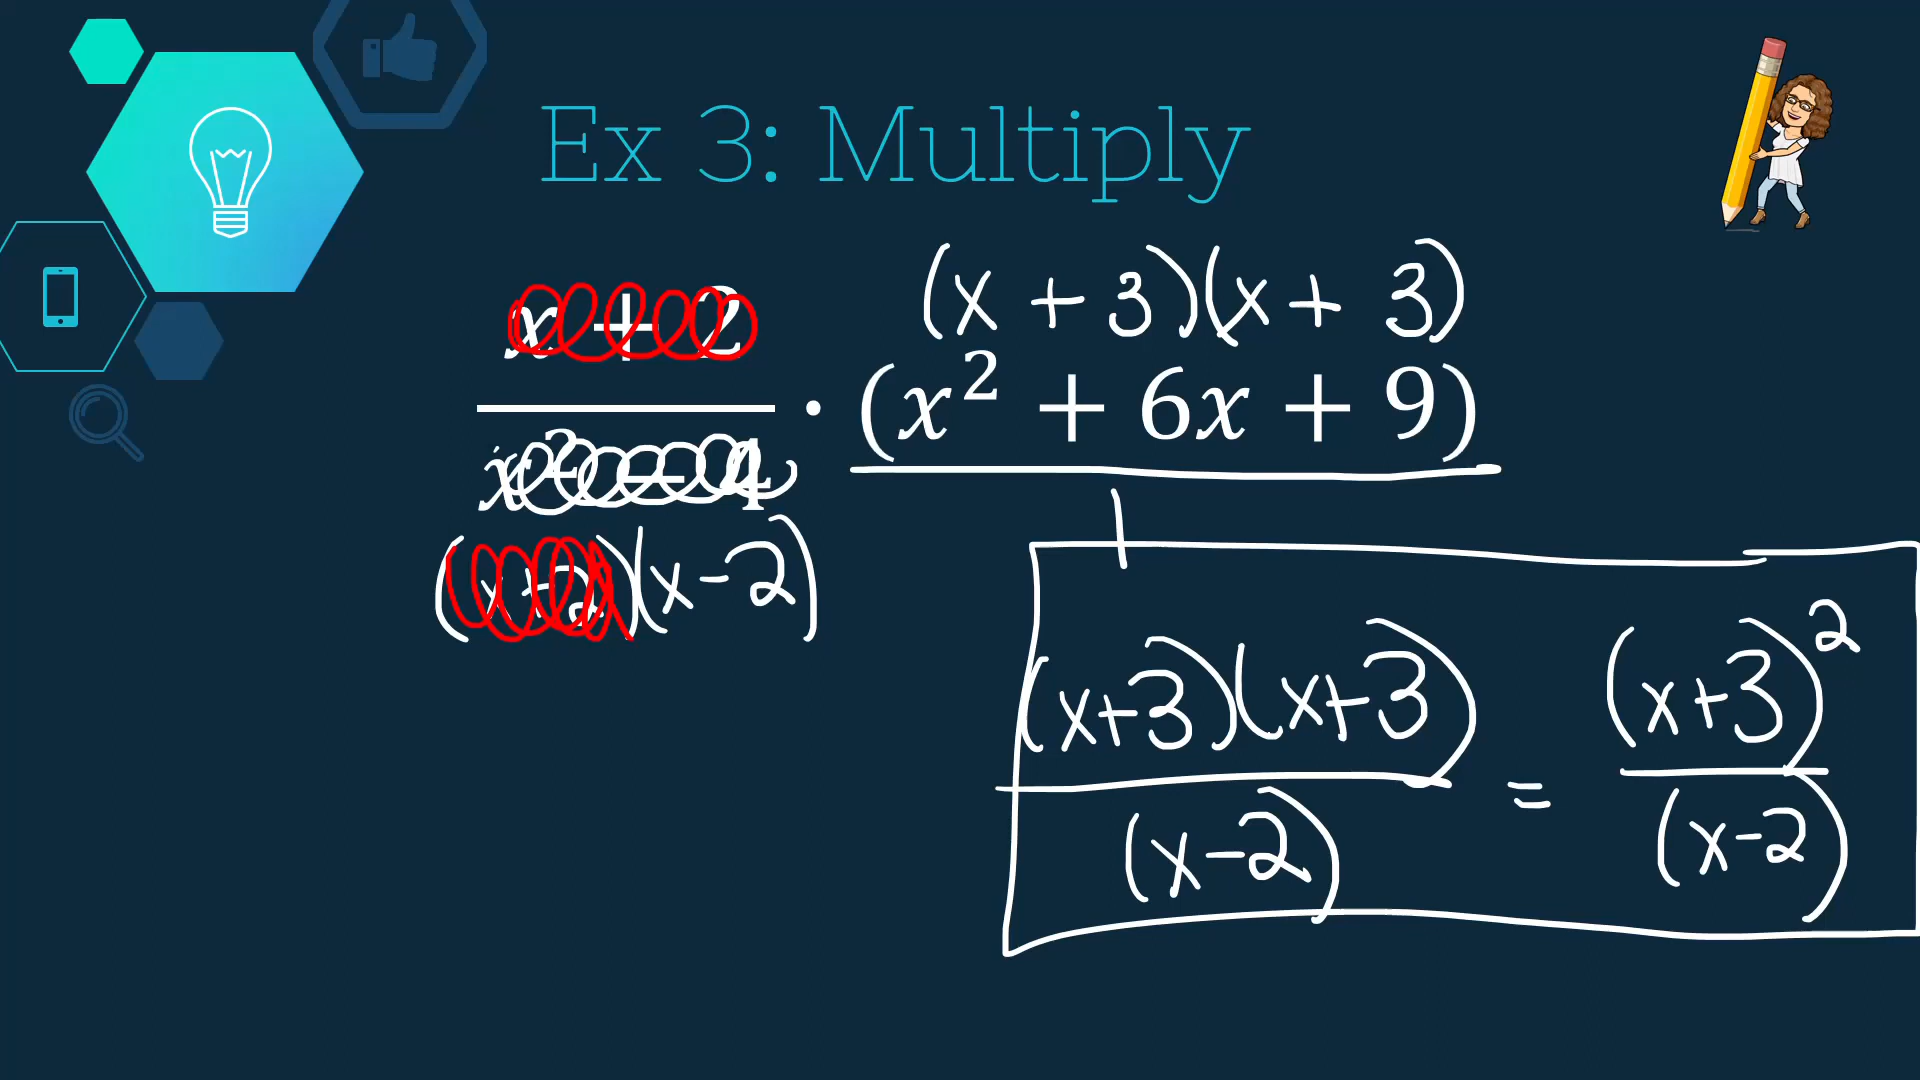 Ex 3: Multiply
(x + 3)(x + 3)
x + 2
· (x² + 6x + 9)
x² − 4
1
(x+2)(x−2)
(x+3)(x+3)
(x−2)
=
(x+3)²
(x−2)